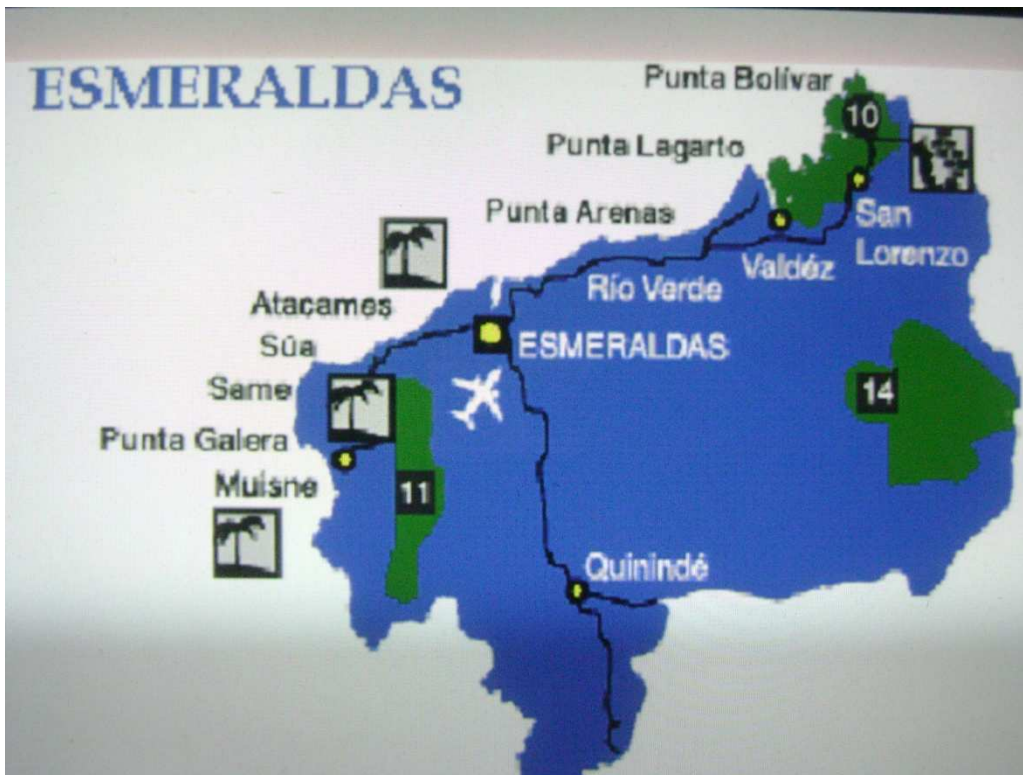 ESMERALDAS
Punta Bolívar
10
Punta Lagarto
Punta Arenas
San
Lorenzo
Valdéz
Río Verde
Atacames
Súa
ESMERALDAS
Same
14
Punta Galera
Muisne
11
Quinindé